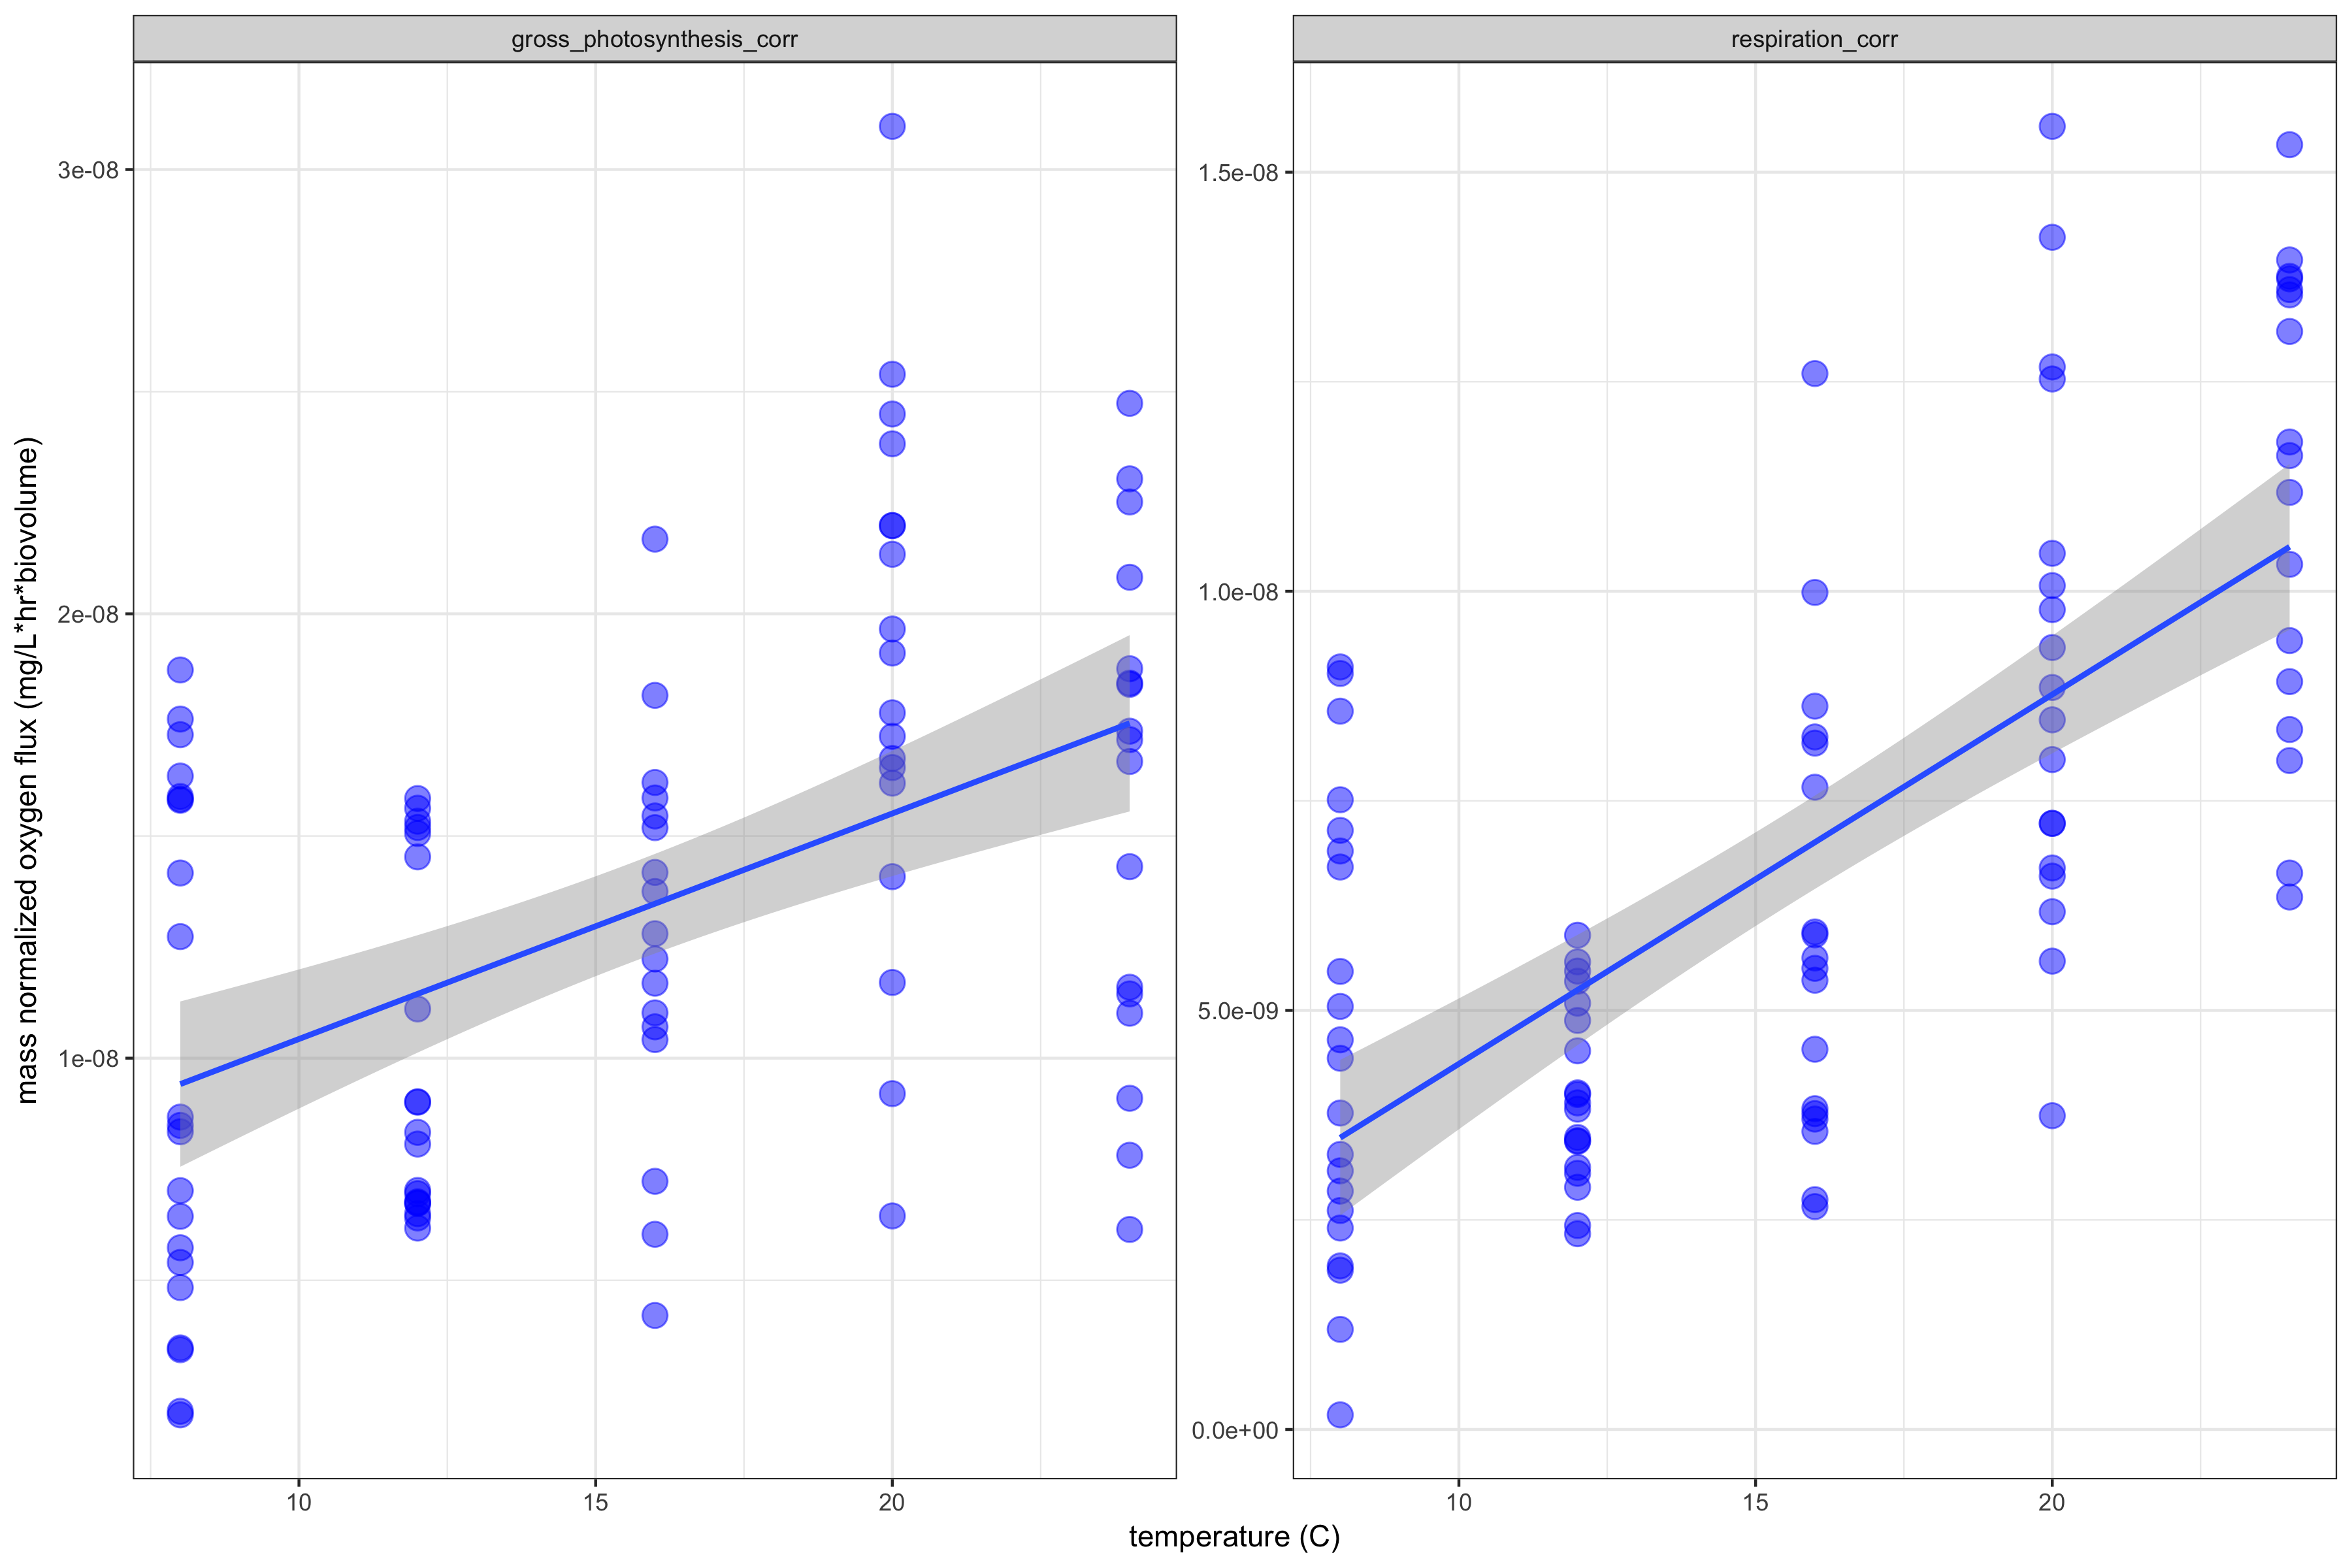 gross_photosynthesis_corr
respiration_corr
mass normalized oxygen flux (mg/L*hr*biovolume)
3e-08
2e-08
1e-08
1.5e-08
1.0e-08
5.0e-09
0.0e+00
10 15 20
10 15 20
temperature (C)